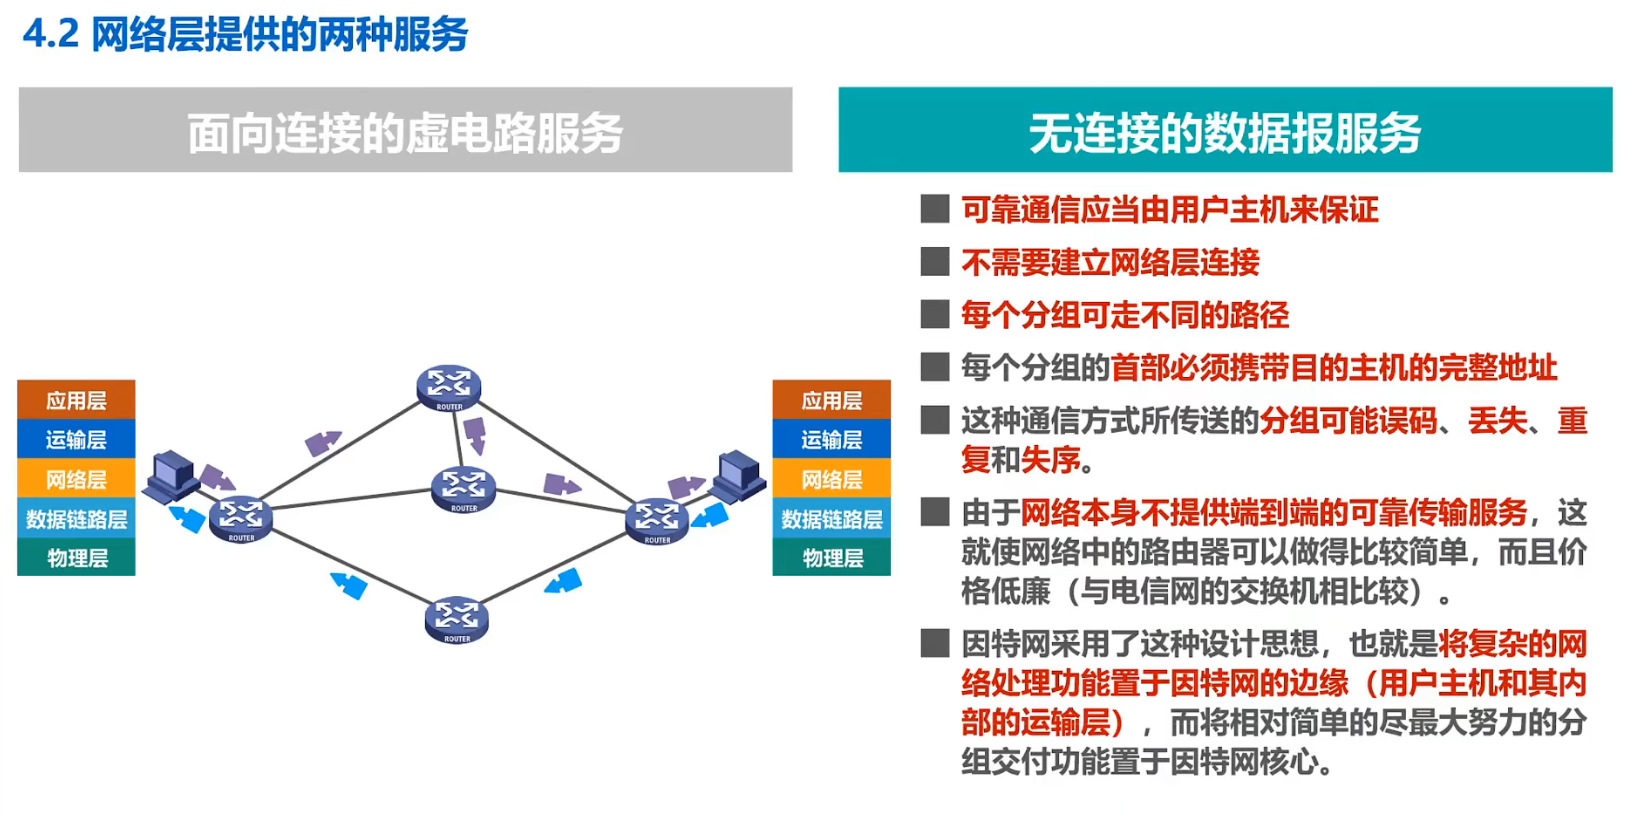 4.2 网络层提供的两种服务
面向连接的虚电路服务
无连接的数据报服务
应用层
运输层
网络层
数据链路层
物理层
ROUTER
ROUTER
ROUTER
ROUTER
ROUTER
应用层
运输层
网络层
数据链路层
物理层
可靠通信应当由用户主机来保证
不需要建立网络层连接
每个分组可走不同的路径
每个分组的首部必须携带目的主机的完整地址
这种通信方式所传送的分组可能误码、丢失、重
复和失序。
由于网络本身不提供端到端的可靠传输服务，这
就使网络中的路由器可以做得比较简单，而且价
格低廉（与电信网的交换机相比较）。
因特网采用了这种设计思想，也就是将复杂的网
络处理功能置于因特网的边缘（用户主机和其内
部的运输层），而将相对简单的尽最大努力的分
组交付功能置于因特网核心。